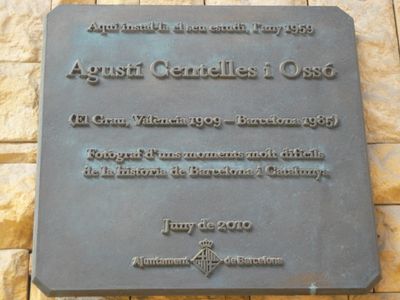 Aquí instal·là el seu estudi, l'any 1959
Agustí Centelles i Ossó
(El Grau, València 1909 – Barcelona 1985)
Fotògraf d'uns moments molt difícils
de la història de Barcelona i Catalunya
Juny de 2010
Ajuntament de Barcelona